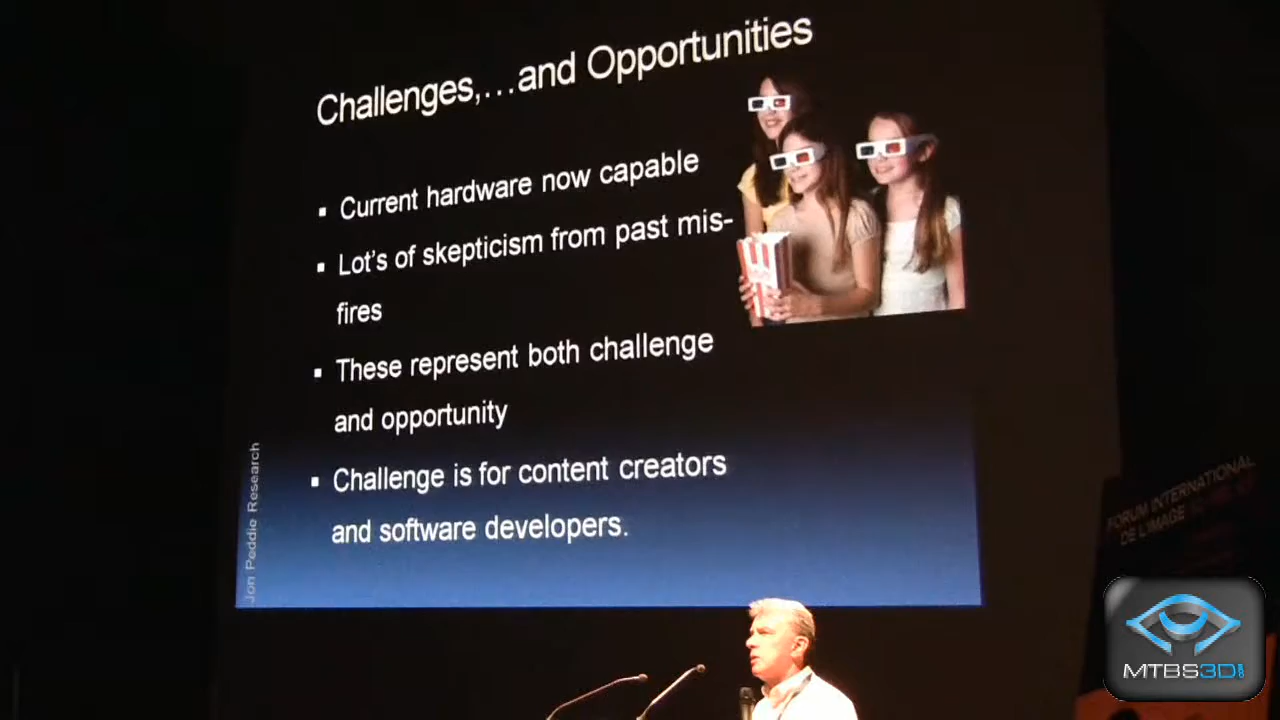 Challenges,…and Opportunities
▪ Current hardware now capable
▪ Lot's of skepticism from past mis-
fires
▪ These represent both challenge
and opportunity
▪ Challenge is for content creators
and software developers.
Jon Peddie Research
FORUM INTERNATIONAL
DE L'IMAGE
MTBS3D